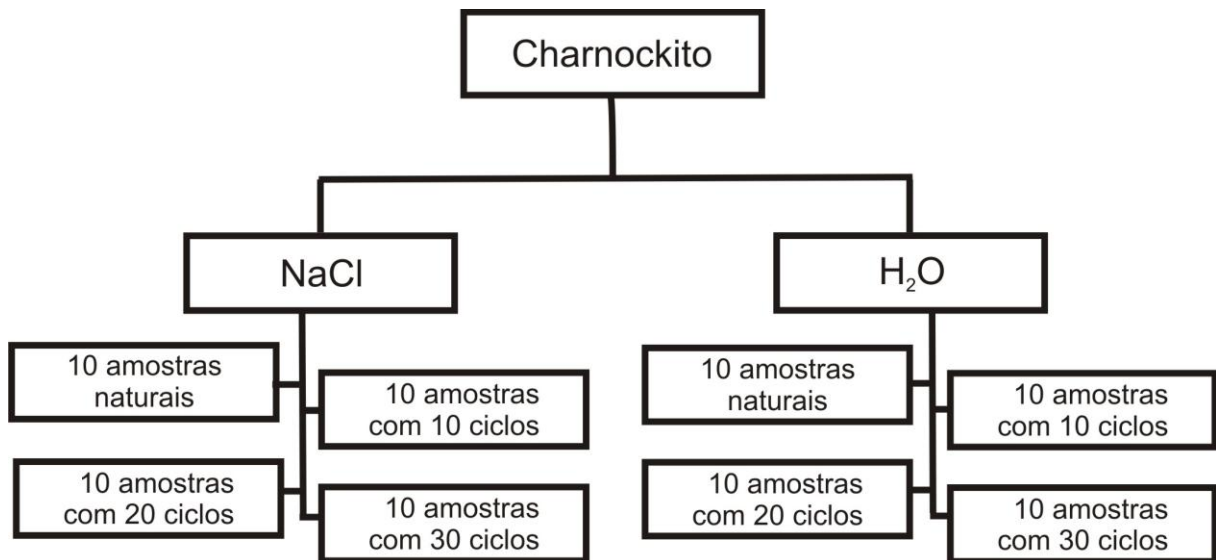 Charnockito
NaCl
H₂O
10 amostras
naturais
10 amostras
com 10 ciclos
10 amostras
com 20 ciclos
10 amostras
com 30 ciclos
10 amostras
naturais
10 amostras
com 10 ciclos
10 amostras
com 20 ciclos
10 amostras
com 30 ciclos